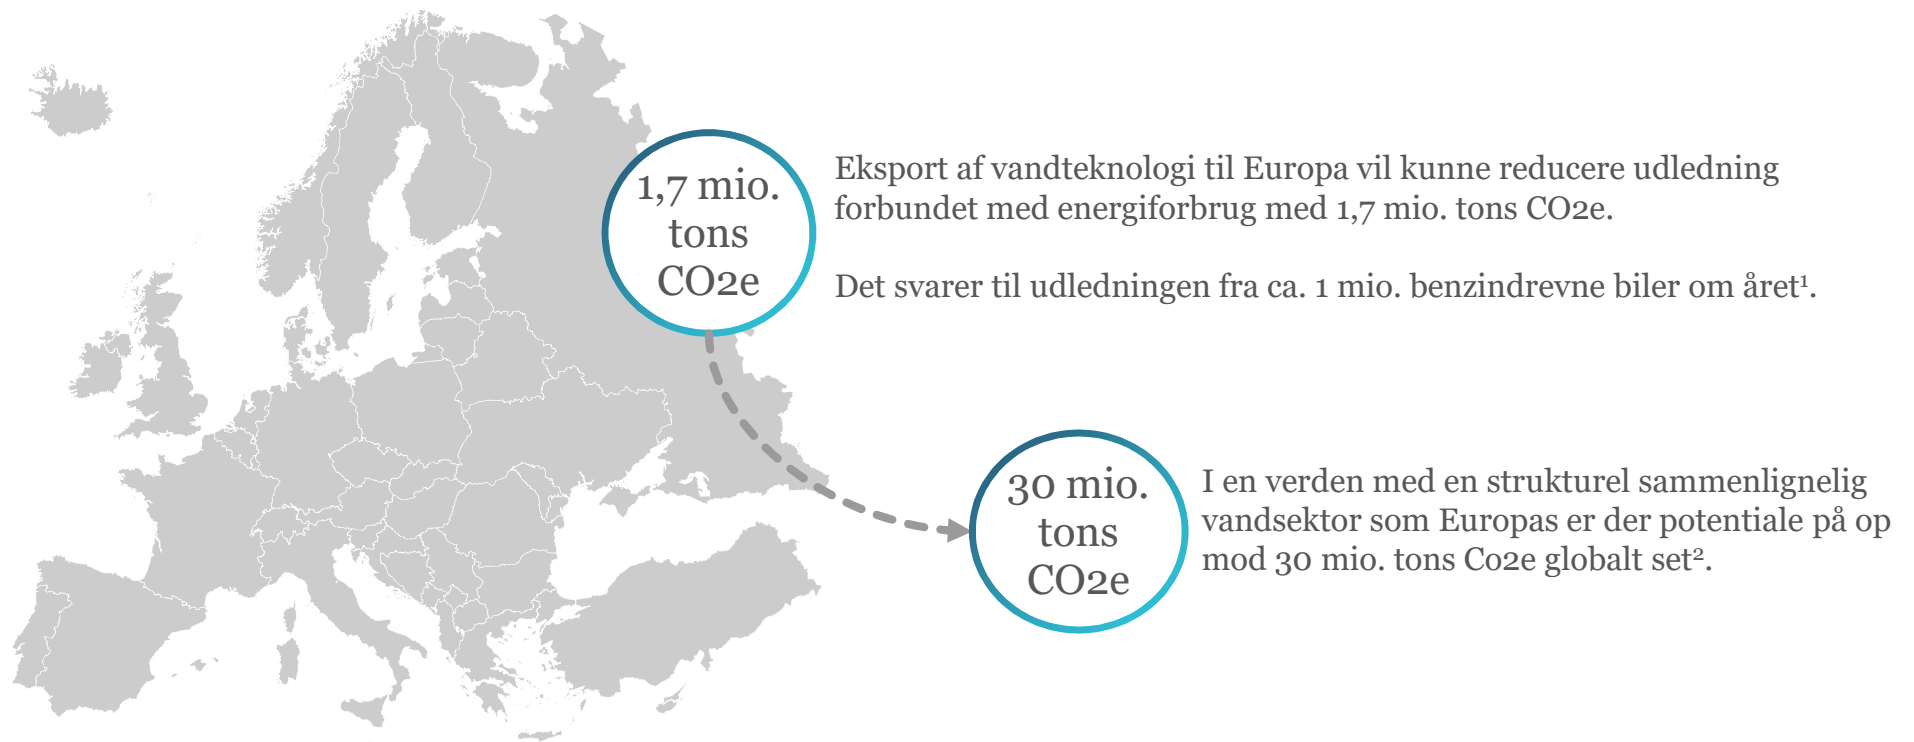 1,7 mio.
tons
CO2e
Eksport af vandteknologi til Europa vil kunne reducere udledning
forbundet med energiforbrug med 1,7 mio. tons CO2e.
Det svarer til udledningen fra ca. 1 mio. benzindrevne biler om året¹.
30 mio.
tons
CO2e
I en verden med en strukturel sammenlignelig
vandsektor som Europas er der potentiale på op
mod 30 mio. tons Co2e globalt set².